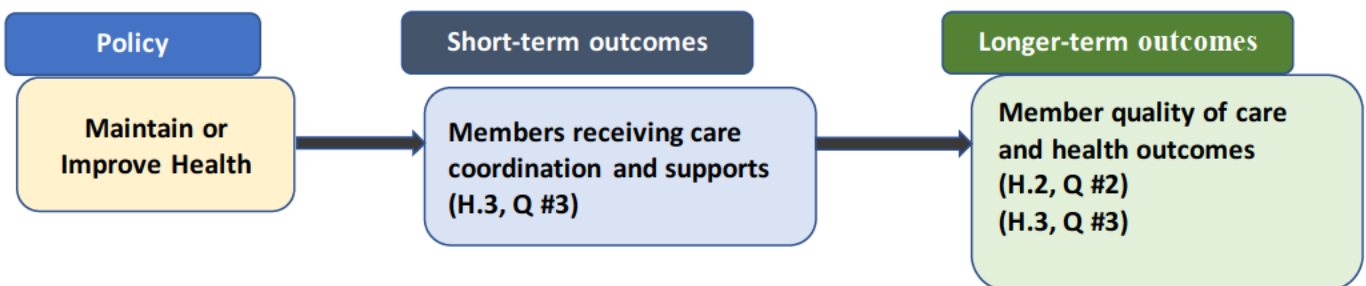 Policy
Short-term outcomes
Longer-term outcomes
Maintain or
Improve Health
Members receiving care
coordination and supports
(H.3, Q #3)
Member quality of care
and health outcomes
(H.2, Q #2)
(H.3, Q #3)